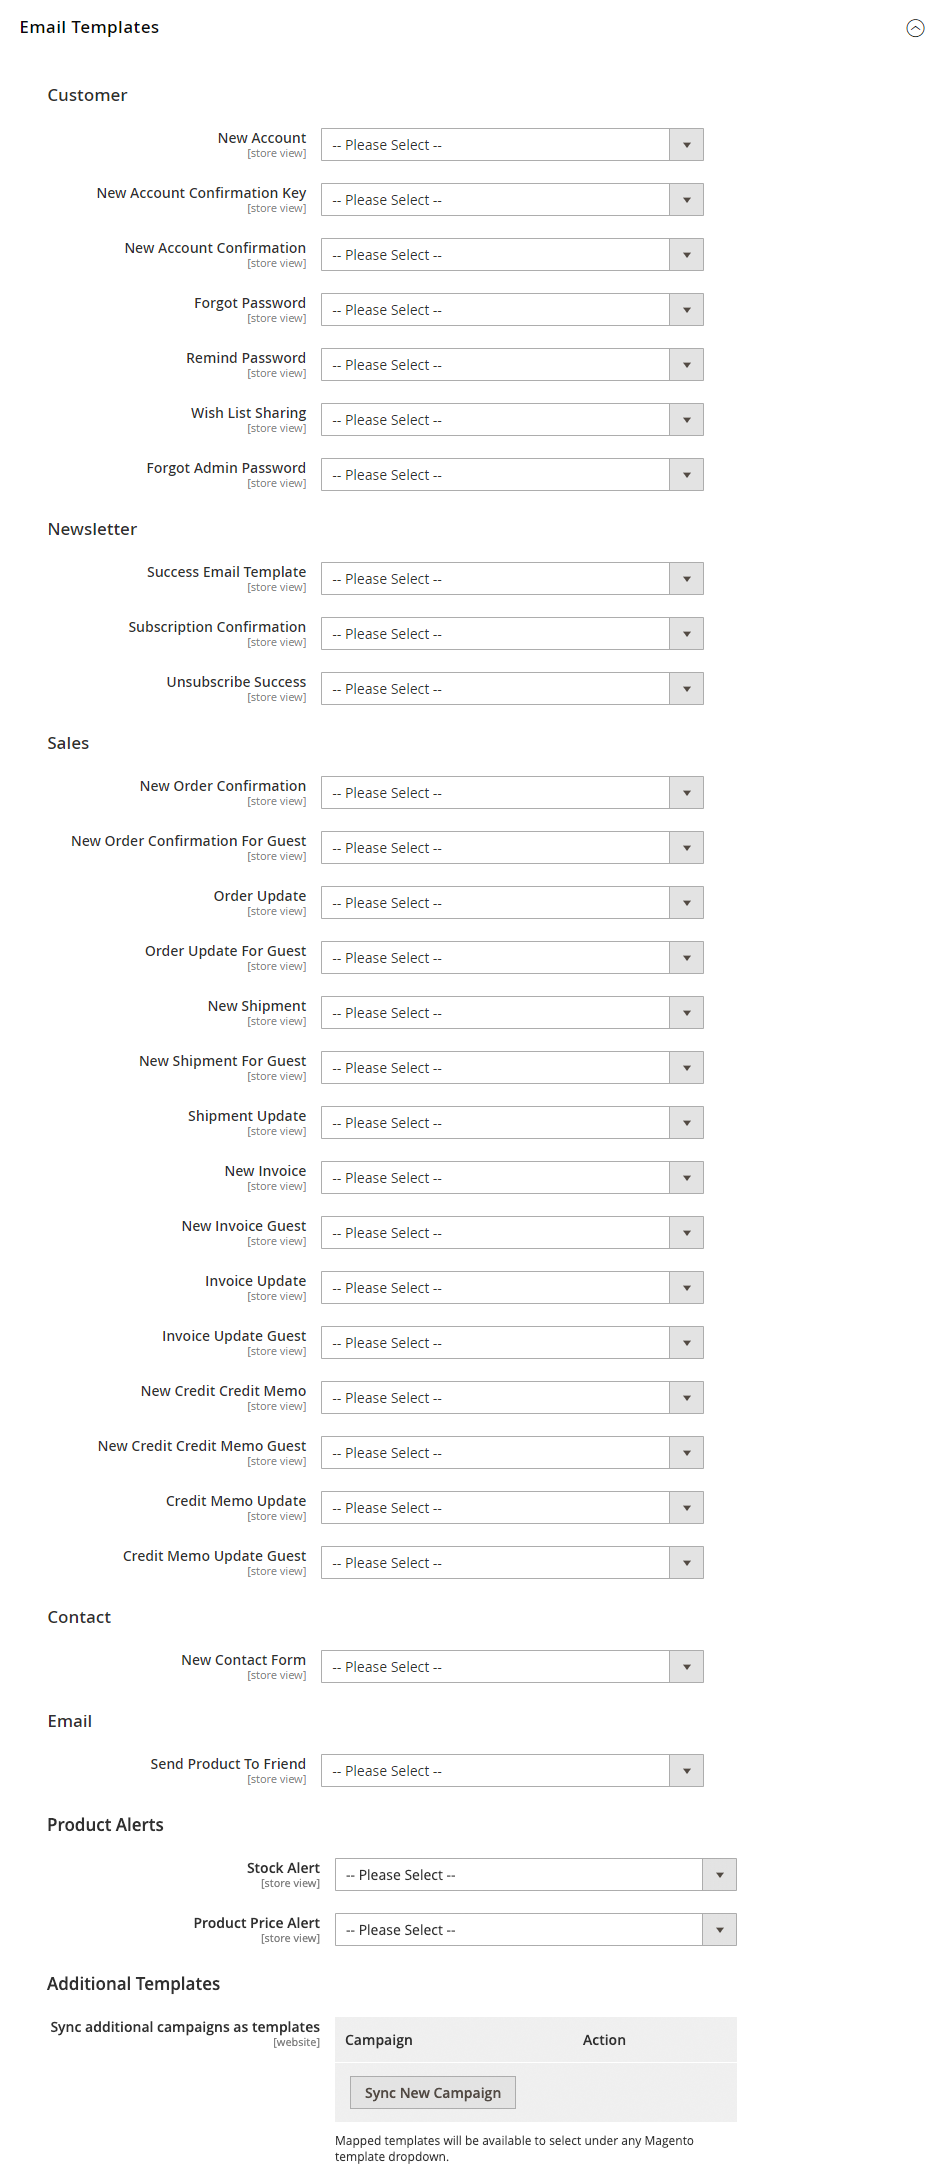 Email Templates
Customer
New Account
[store view]
-- Please Select --
New Account Confirmation Key
[store view]
-- Please Select --
New Account Confirmation
[store view]
-- Please Select --
Forgot Password
[store view]
-- Please Select --
Remind Password
[store view]
-- Please Select --
Wish List Sharing
[store view]
-- Please Select --
Forgot Admin Password
[store view]
-- Please Select --
Newsletter
Success Email Template
[store view]
-- Please Select --
Subscription Confirmation
[store view]
-- Please Select --
Unsubscribe Success
[store view]
-- Please Select --
Sales
New Order Confirmation
[store view]
-- Please Select --
New Order Confirmation For Guest
[store view]
-- Please Select --
Order Update
[store view]
-- Please Select --
Order Update For Guest
[store view]
-- Please Select --
New Shipment
[store view]
-- Please Select --
New Shipment For Guest
[store view]
-- Please Select --
Shipment Update
[store view]
-- Please Select --
New Invoice
[store view]
-- Please Select --
New Invoice Guest
[store view]
-- Please Select --
Invoice Update
[store view]
-- Please Select --
Invoice Update Guest
[store view]
-- Please Select --
New Credit Credit Memo
[store view]
-- Please Select --
New Credit Credit Memo Guest
[store view]
-- Please Select --
Credit Memo Update
[store view]
-- Please Select --
Credit Memo Update Guest
[store view]
-- Please Select --
Contact
New Contact Form
[store view]
-- Please Select --
Email
Send Product To Friend
[store view]
-- Please Select --
Product Alerts
Stock Alert
[store view]
-- Please Select --
Product Price Alert
[store view]
-- Please Select --
Additional Templates
Sync additional campaigns as templates
[website]
Campaign Action
Sync New Campaign
Mapped templates will be available to select under any Magento
template dropdown.